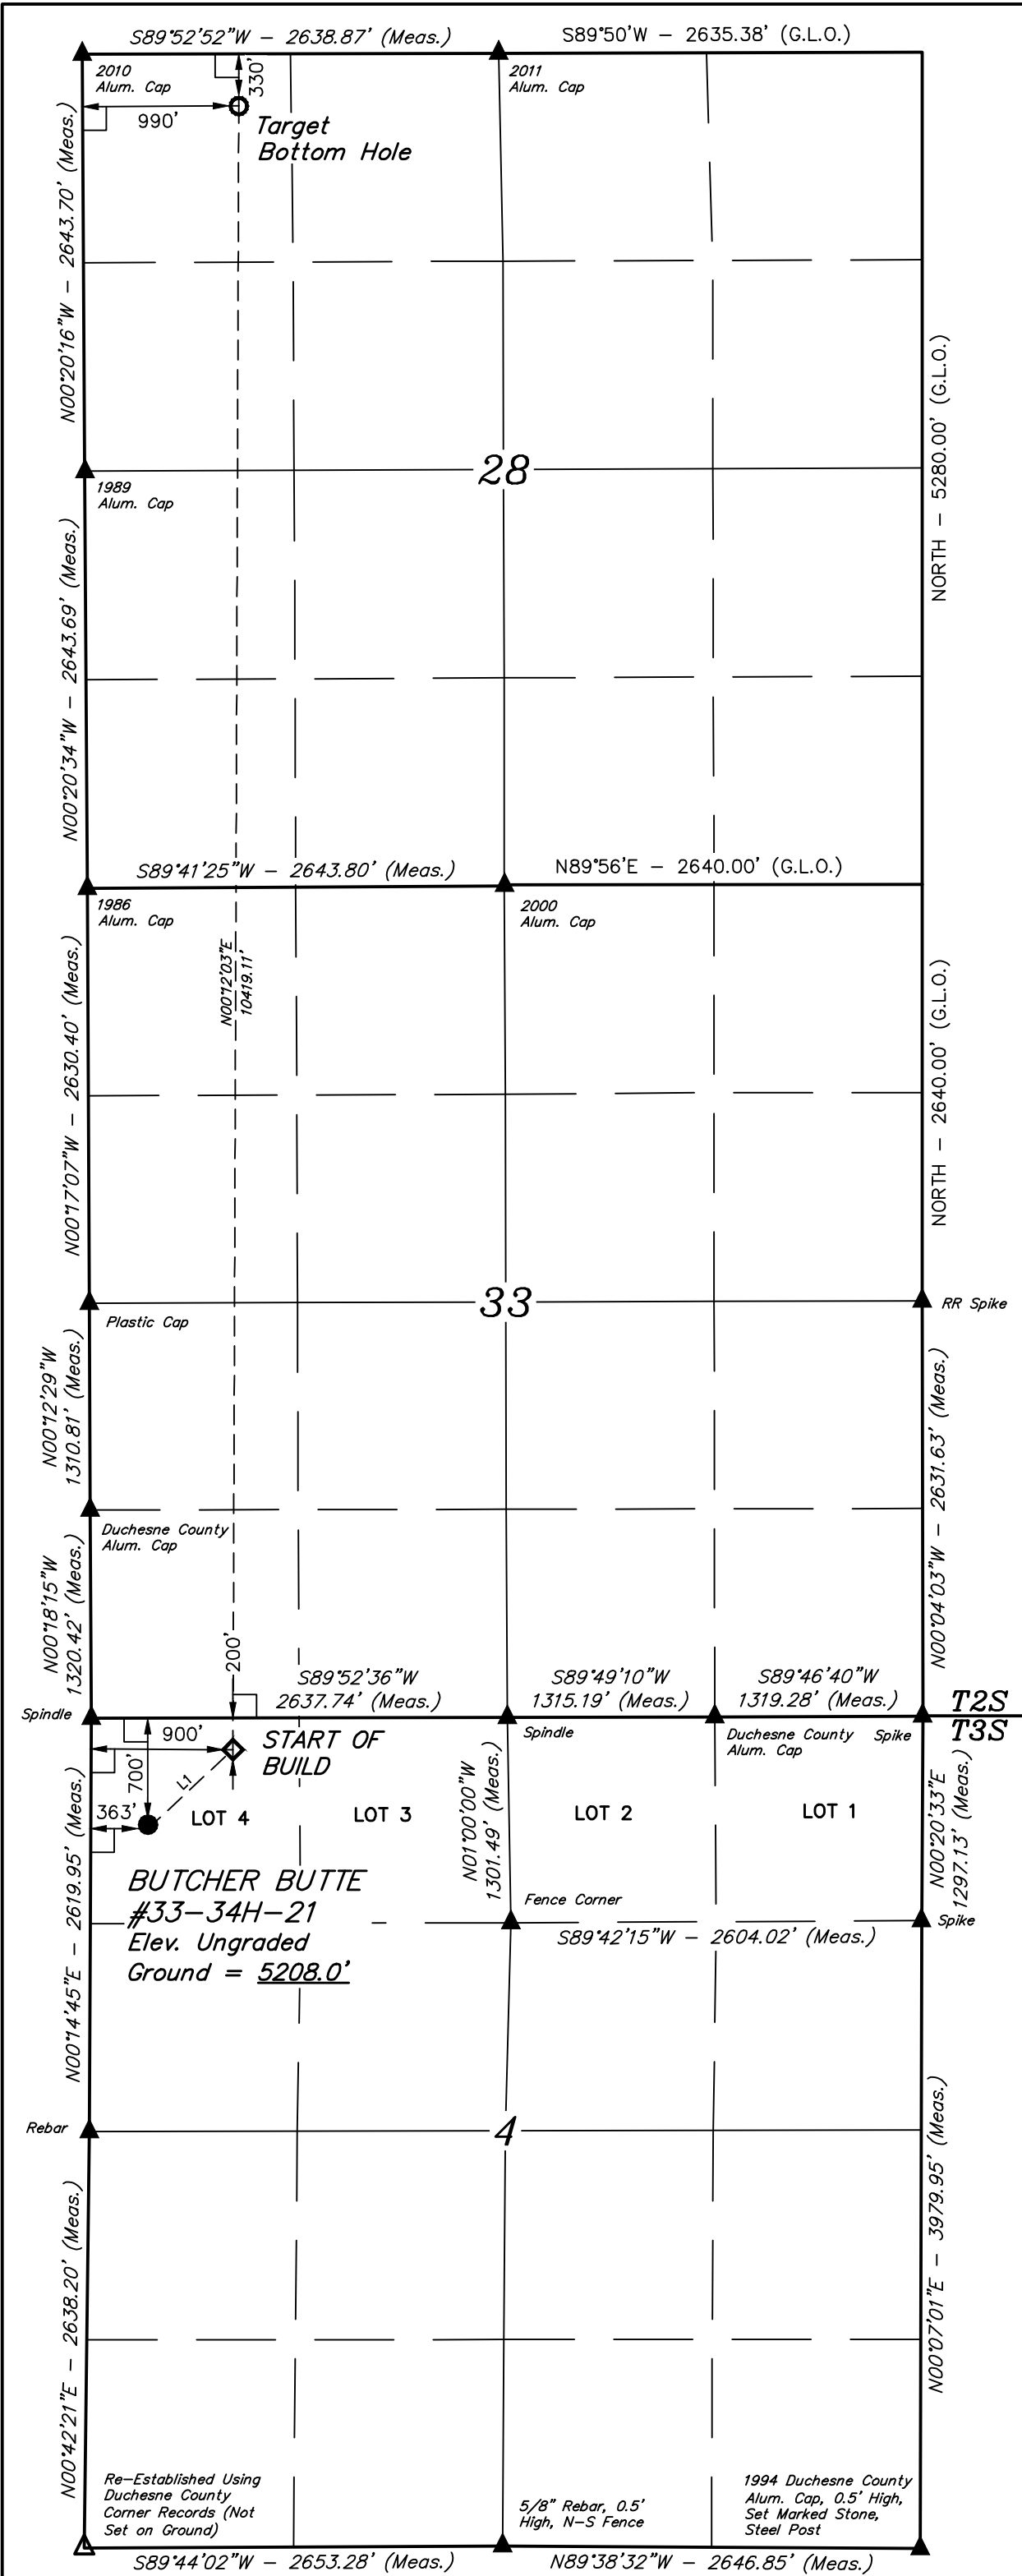 S89°52'52"W - 2638.87' (Meas.)
S89°50'W - 2635.38' (G.L.O.)
2010
Alum. Cap
330'
2011
Alum. Cap
990'
Target
Bottom Hole
N00°20'16"W - 2643.70' (Meas.)
NORTH - 5280.00' (G.L.O.)
28
1989
Alum. Cap
N00°20'34"W - 2643.69' (Meas.)
S89°41'25"W - 2643.80' (Meas.)
N89°56'E - 2640.00' (G.L.O.)
1986
Alum. Cap
2000
Alum. Cap
N00°12'03"E
10419.11'
N00°17'07"W - 2630.40' (Meas.)
NORTH - 2640.00' (G.L.O.)
33
Plastic Cap
RR Spike
N00°12'29"W
1310.81' (Meas.)
N00°04'03"W - 2631.63' (Meas.)
Duchesne County
Alum. Cap
N00°18'15"W
1320.42' (Meas.)
200'
S89°52'36"W
2637.74' (Meas.)
S89°49'10"W
1315.19' (Meas.)
S89°46'40"W
1319.28' (Meas.)
T2S
T3S
Spindle
Spindle
Duchesne County
Alum. Cap
Spike
900'
START OF
BUILD
700'
L1
363'
LOT 4
LOT 3
LOT 2
LOT 1
N01°00'00"W
1301.49' (Meas.)
N00°20'33"E
1297.13' (Meas.)
N00°14'45"E - 2619.95' (Meas.)
BUTCHER BUTTE
#33-34H-21
Elev. Ungraded
Ground = 5208.0'
Fence Corner
Spike
S89°42'15"W - 2604.02' (Meas.)
Rebar
4
N00°07'01"E - 3979.95' (Meas.)
N00°42'21"E - 2638.20' (Meas.)
Re-Established Using
Duchesne County
Corner Records (Not
Set on Ground)
5/8" Rebar, 0.5'
High, N-S Fence
1994 Duchesne County
Alum. Cap, 0.5' High,
Set Marked Stone,
Steel Post
S89°44'02"W - 2653.28' (Meas.)
N89°38'32"W - 2646.85' (Meas.)